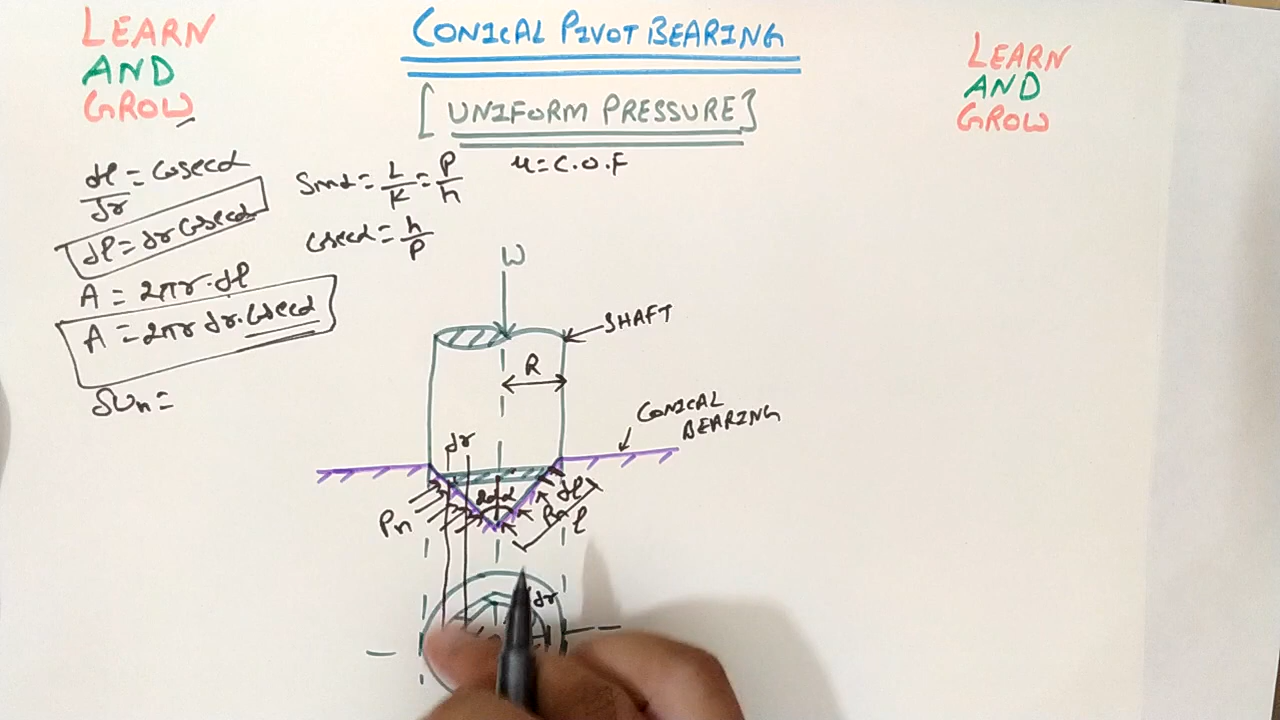 LEARN
AND
GROW
CONICAL PIVOT BEARING
[UNIFORM PRESSURE]
LEARN
AND
GROW
dl/dr = cosecα
dl = dr cosecα
A = 2πr.dl
A = 2πr dr.cosecα
δWn =
Sinα = L/K = P/h
cosecα = h/P
μ = C.O.F
W
SHAFT
R
CONICAL
BEARING
dr
Pn
2α
α
dl
Pn
l
dr